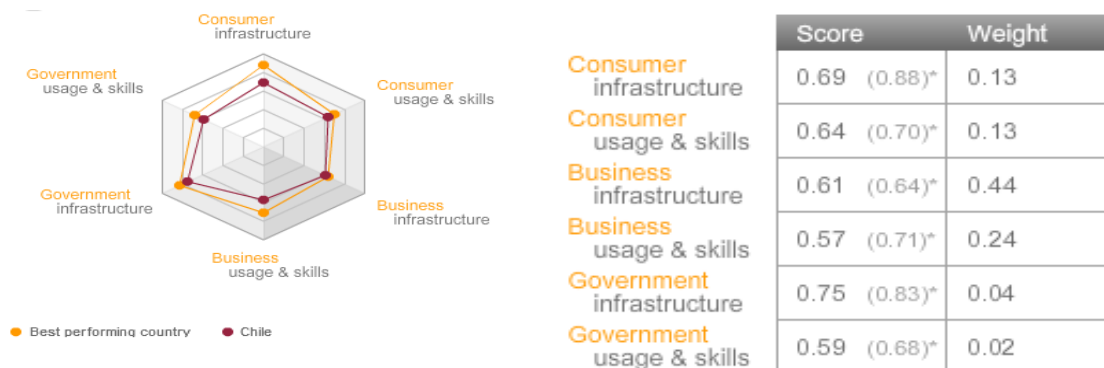 Consumer
infrastructure
Government
usage & skills
Consumer
usage & skills
Government
infrastructure
Business
infrastructure
Business
usage & skills
Best performing country
Chile
Score Weight
Consumer
infrastructure
0.69 (0.88)* 0.13
Consumer
usage & skills
0.64 (0.70)* 0.13
Business
infrastructure
0.61 (0.64)* 0.44
Business
usage & skills
0.57 (0.71)* 0.24
Government
infrastructure
0.75 (0.83)* 0.04
Government
usage & skills
0.59 (0.68)* 0.02